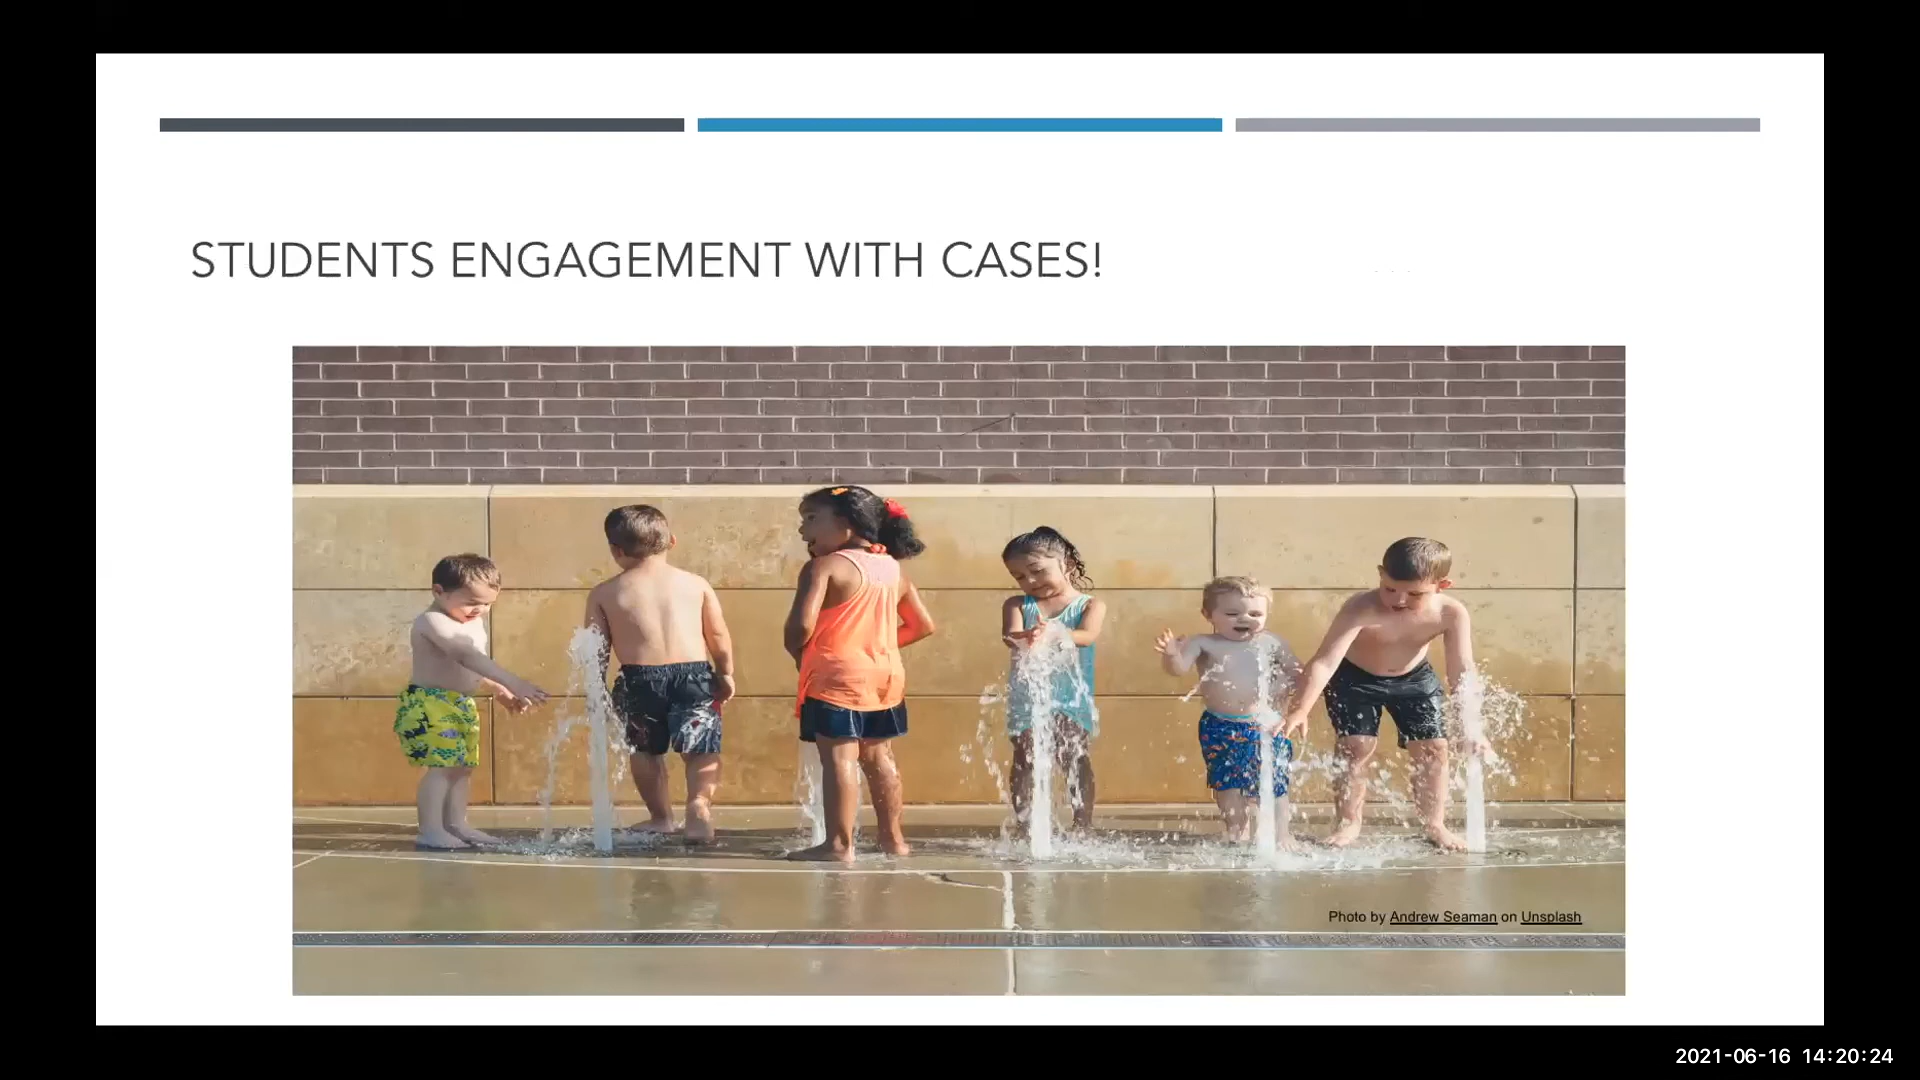 STUDENTS ENGAGEMENT WITH CASES!
Photo by Andrew Seaman on Unsplash
2021-06-16 14:20:24